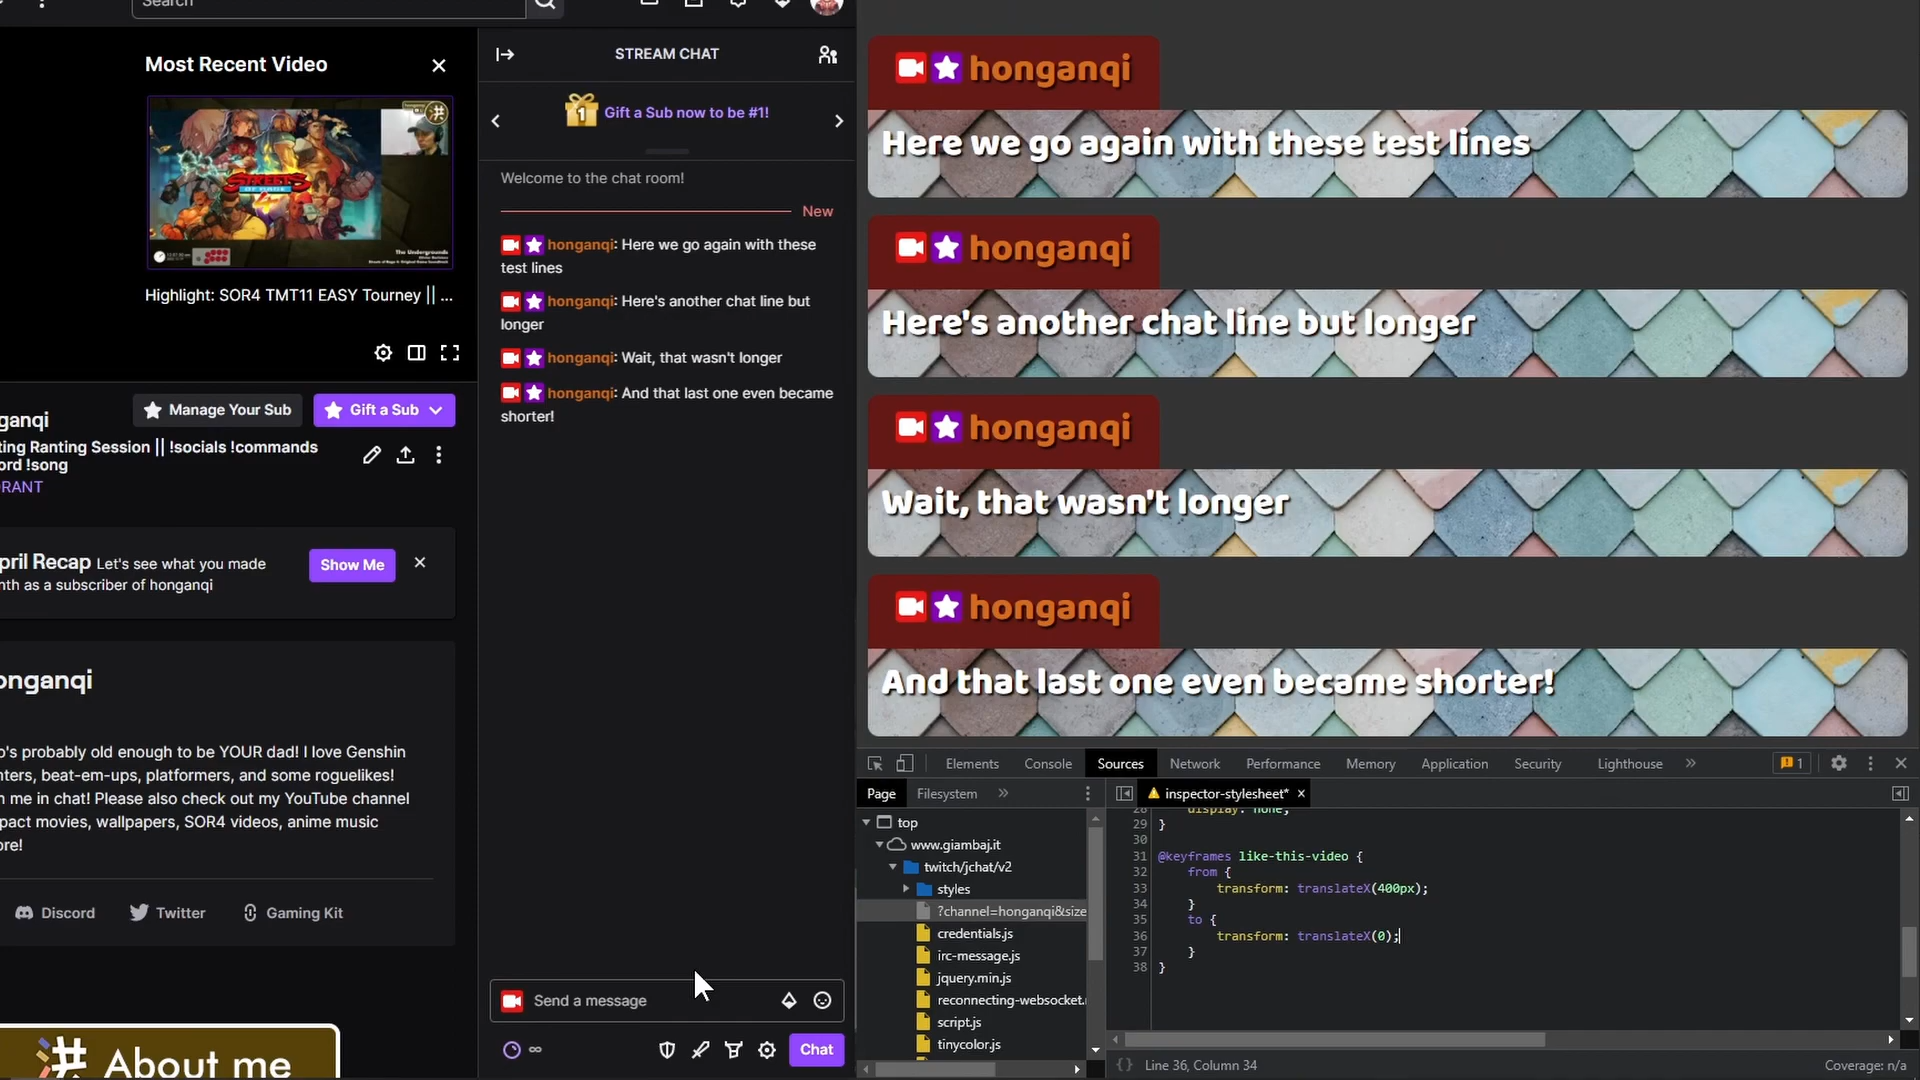 Search
Most Recent Video
STREETS
OF RAGE
4
Highlight: SOR4 TMT11 EASY Tourney || ...
Manage Your Sub
Gift a Sub
ganqi
ting Ranting Session || !socials !commands
ord !song
RANT
pril Recap Let's see what you made
nth as a subscriber of honganqi
Show Me
onganqi
o's probably old enough to be YOUR dad! I love Genshin
nters, beat-em-ups, platformers, and some roguelikes!
n me in chat! Please also check out my YouTube channel
pact movies, wallpapers, SOR4 videos, anime music
ore!
Discord
Twitter
Gaming Kit
About me
STREAM CHAT
1
Gift a Sub now to be #1!
Welcome to the chat room!
New
honganqi: Here we go again with these
test lines
honganqi: Here's another chat line but
longer
honganqi: Wait, that wasn't longer
honganqi: And that last one even became
shorter!
Send a message
∞
Chat
honganqi
Here we go again with these test lines
honganqi
Here's another chat line but longer
honganqi
Wait, that wasn't longer
honganqi
And that last one even became shorter!
Elements Console Sources Network Performance Memory Application Security Lighthouse » 1
Page Filesystem »
inspector-stylesheet* ×
top
www.giambaj.it
twitch/jchat/v2
styles
?channel=honganqi&size
credentials.js
irc-message.js
jquery.min.js
reconnecting-websocket.
script.js
tinycolor.js
28 display: none;
29 }
30
31 @keyframes like-this-video {
32 from {
33 transform: translateX(400px);
34 }
35 to {
36 transform: translateX(0);
37 }
38 }
{} Line 36, Column 34
Coverage: n/a